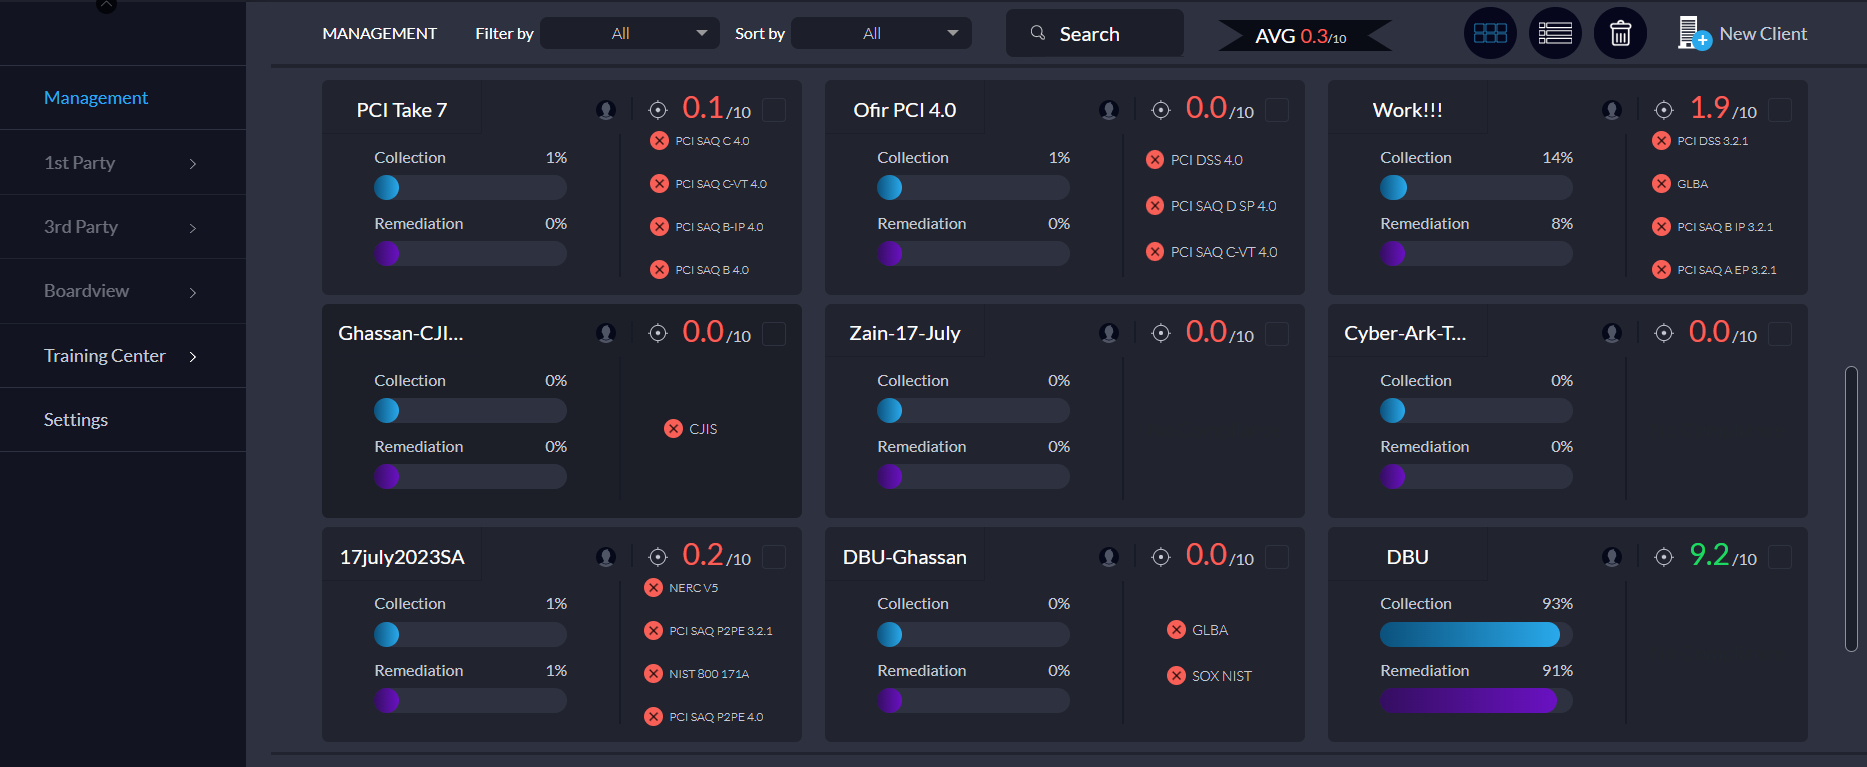 MANAGEMENT Filter by All Sort by All Search AVG 0.3/10 New Client
Management
1st Party
3rd Party
Boardview
Training Center
Settings
PCI Take 7 0.1/10
Collection 1%
Remediation 0%
PCI SAQ C 4.0
PCI SAQ C-VT 4.0
PCI SAQ B-IP 4.0
PCI SAQ B 4.0
Ofir PCI 4.0 0.0/10
Collection 1%
Remediation 0%
PCI DSS 4.0
PCI SAQ D SP 4.0
PCI SAQ C-VT 4.0
Work!!! 1.9/10
Collection 14%
Remediation 8%
PCI DSS 3.2.1
GLBA
PCI SAQ B IP 3.2.1
PCI SAQ A EP 3.2.1
Ghassan-CJI... 0.0/10
Collection 0%
Remediation 0%
CJIS
Zain-17-July 0.0/10
Collection 0%
Remediation 0%
Cyber-Ark-T... 0.0/10
Collection 0%
Remediation 0%
17july2023SA 0.2/10
Collection 1%
Remediation 1%
NERC V5
PCI SAQ P2PE 3.2.1
NIST 800 171A
PCI SAQ P2PE 4.0
DBU-Ghassan 0.0/10
Collection 0%
Remediation 0%
GLBA
SOX NIST
DBU 9.2/10
Collection 93%
Remediation 91%